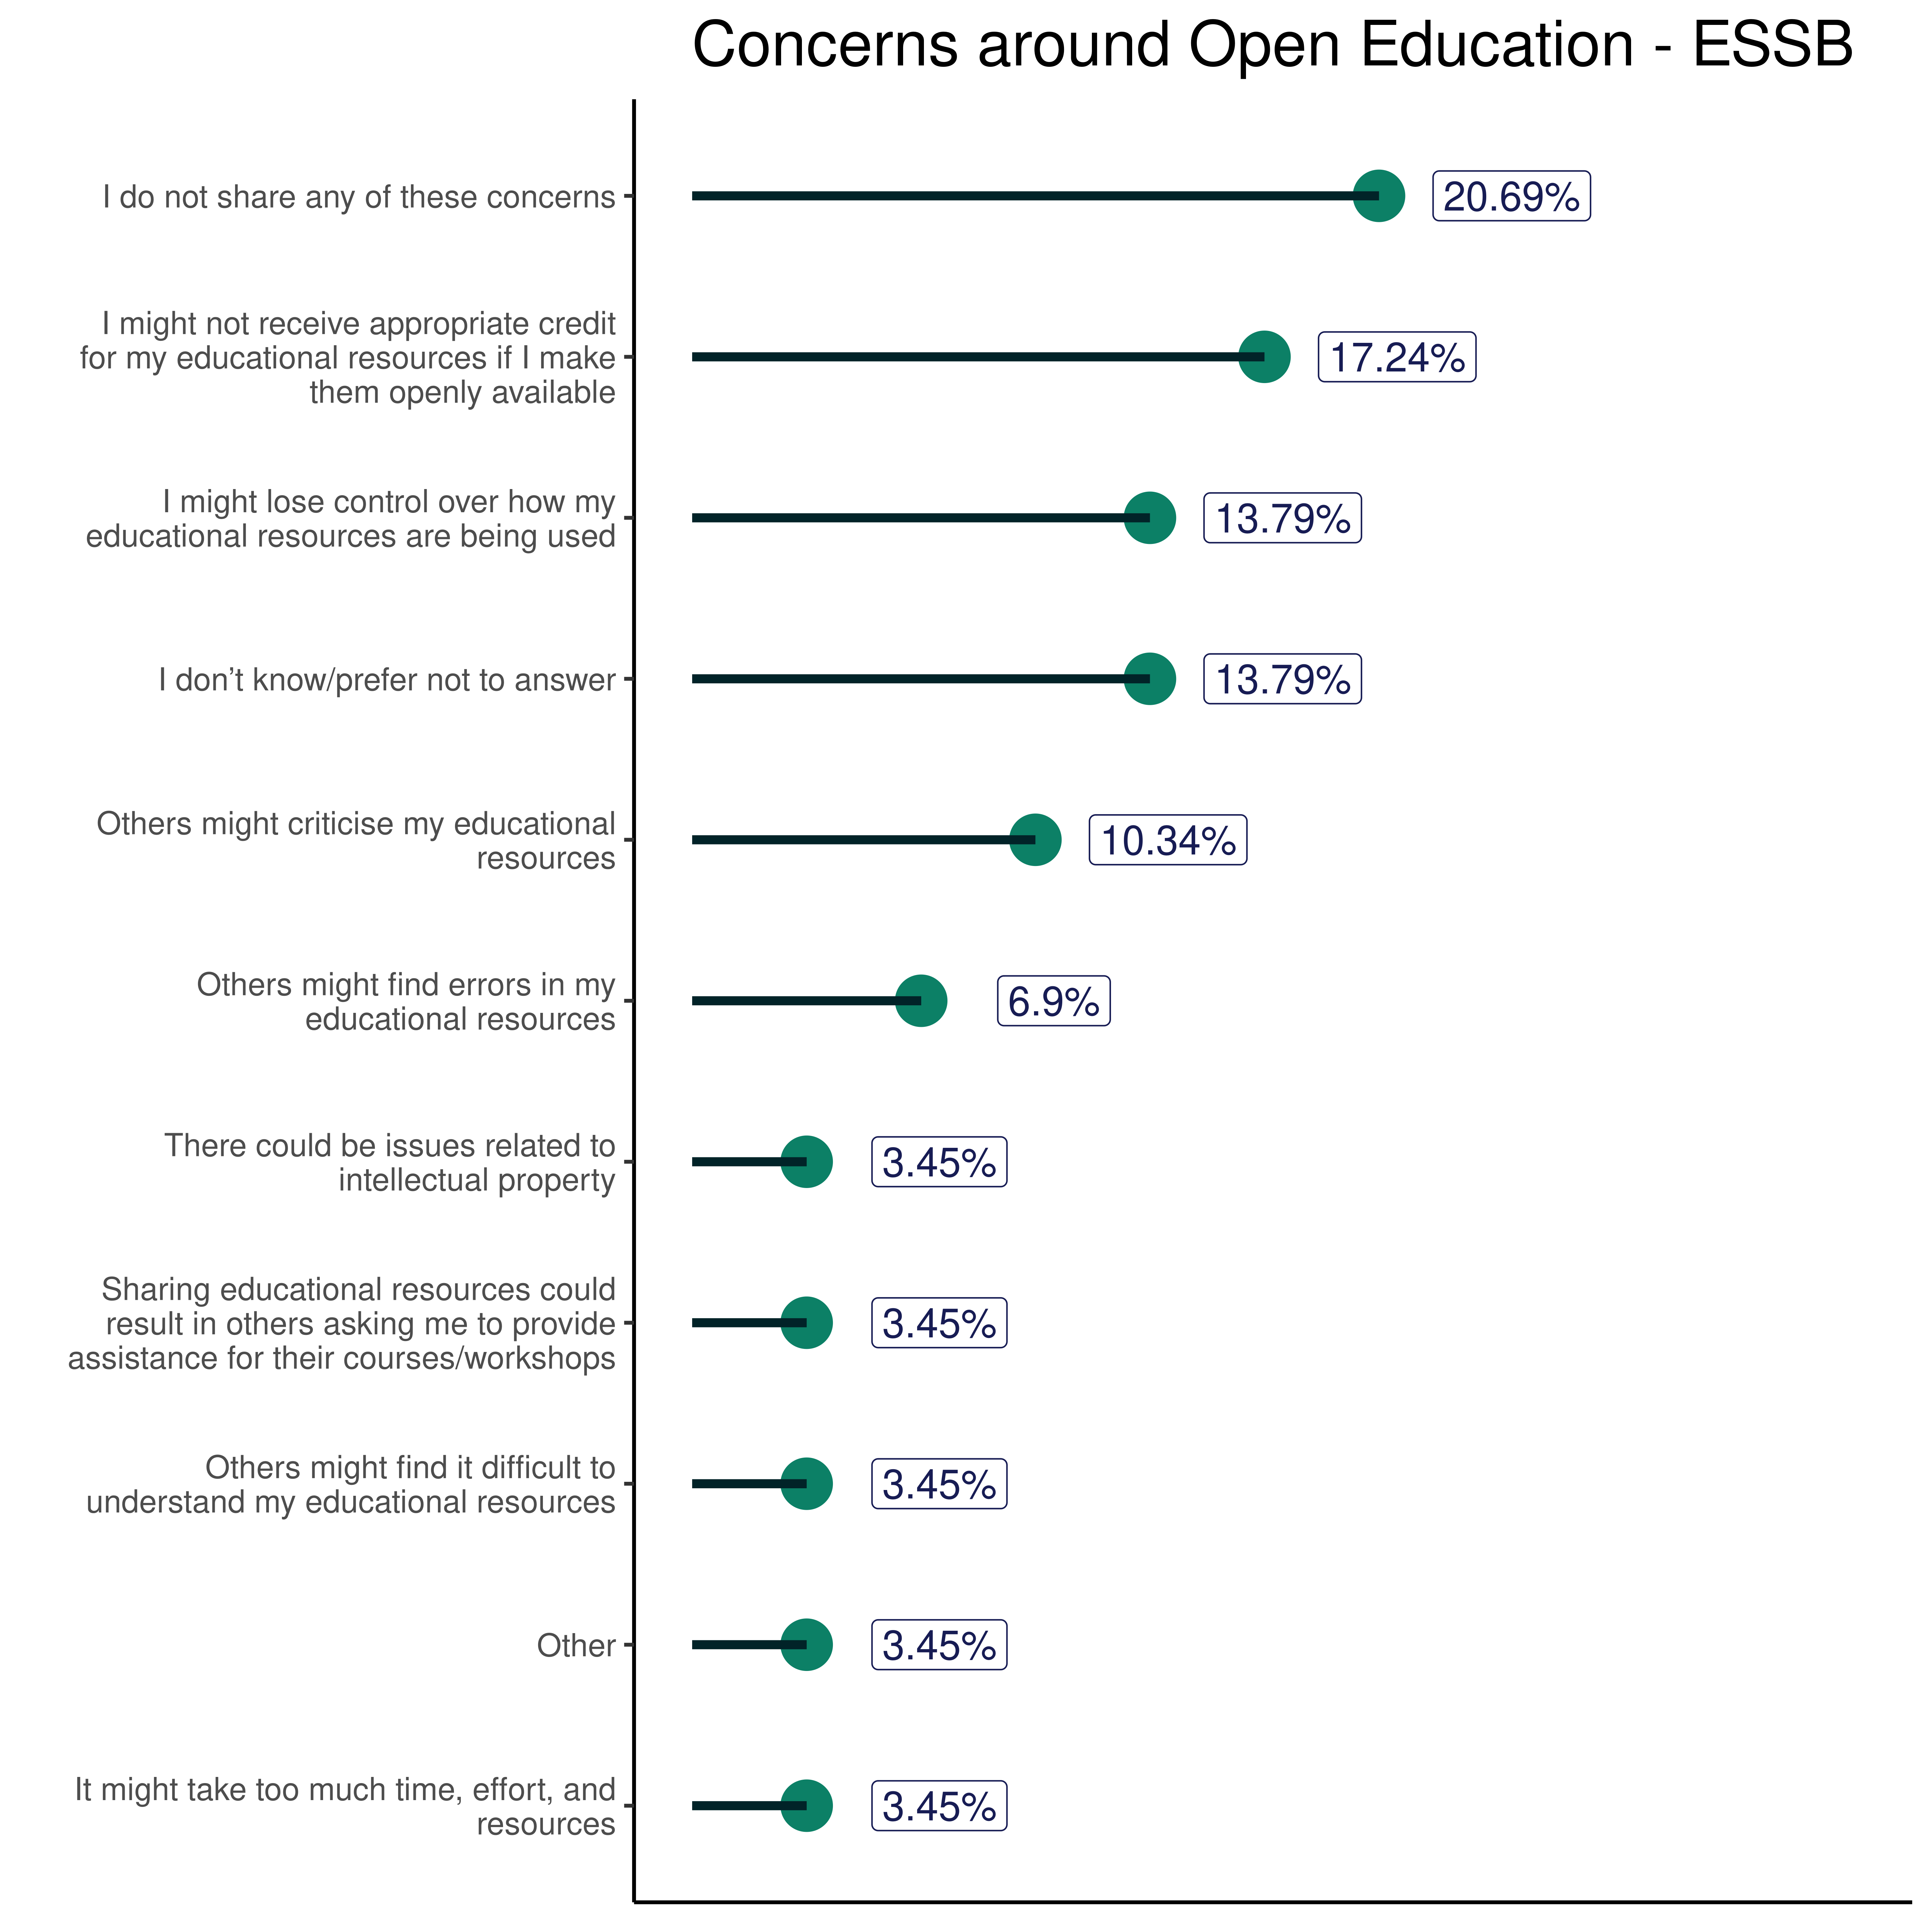 Concerns around Open Education - ESSB
I do not share any of these concerns
20.69%
I might not receive appropriate credit
for my educational resources if I make
them openly available
17.24%
I might lose control over how my
educational resources are being used
13.79%
I don’t know/prefer not to answer
13.79%
Others might criticise my educational
resources
10.34%
Others might find errors in my
educational resources
6.9%
There could be issues related to
intellectual property
3.45%
Sharing educational resources could
result in others asking me to provide
assistance for their courses/workshops
3.45%
Others might find it difficult to
understand my educational resources
3.45%
Other
3.45%
It might take too much time, effort, and
resources
3.45%